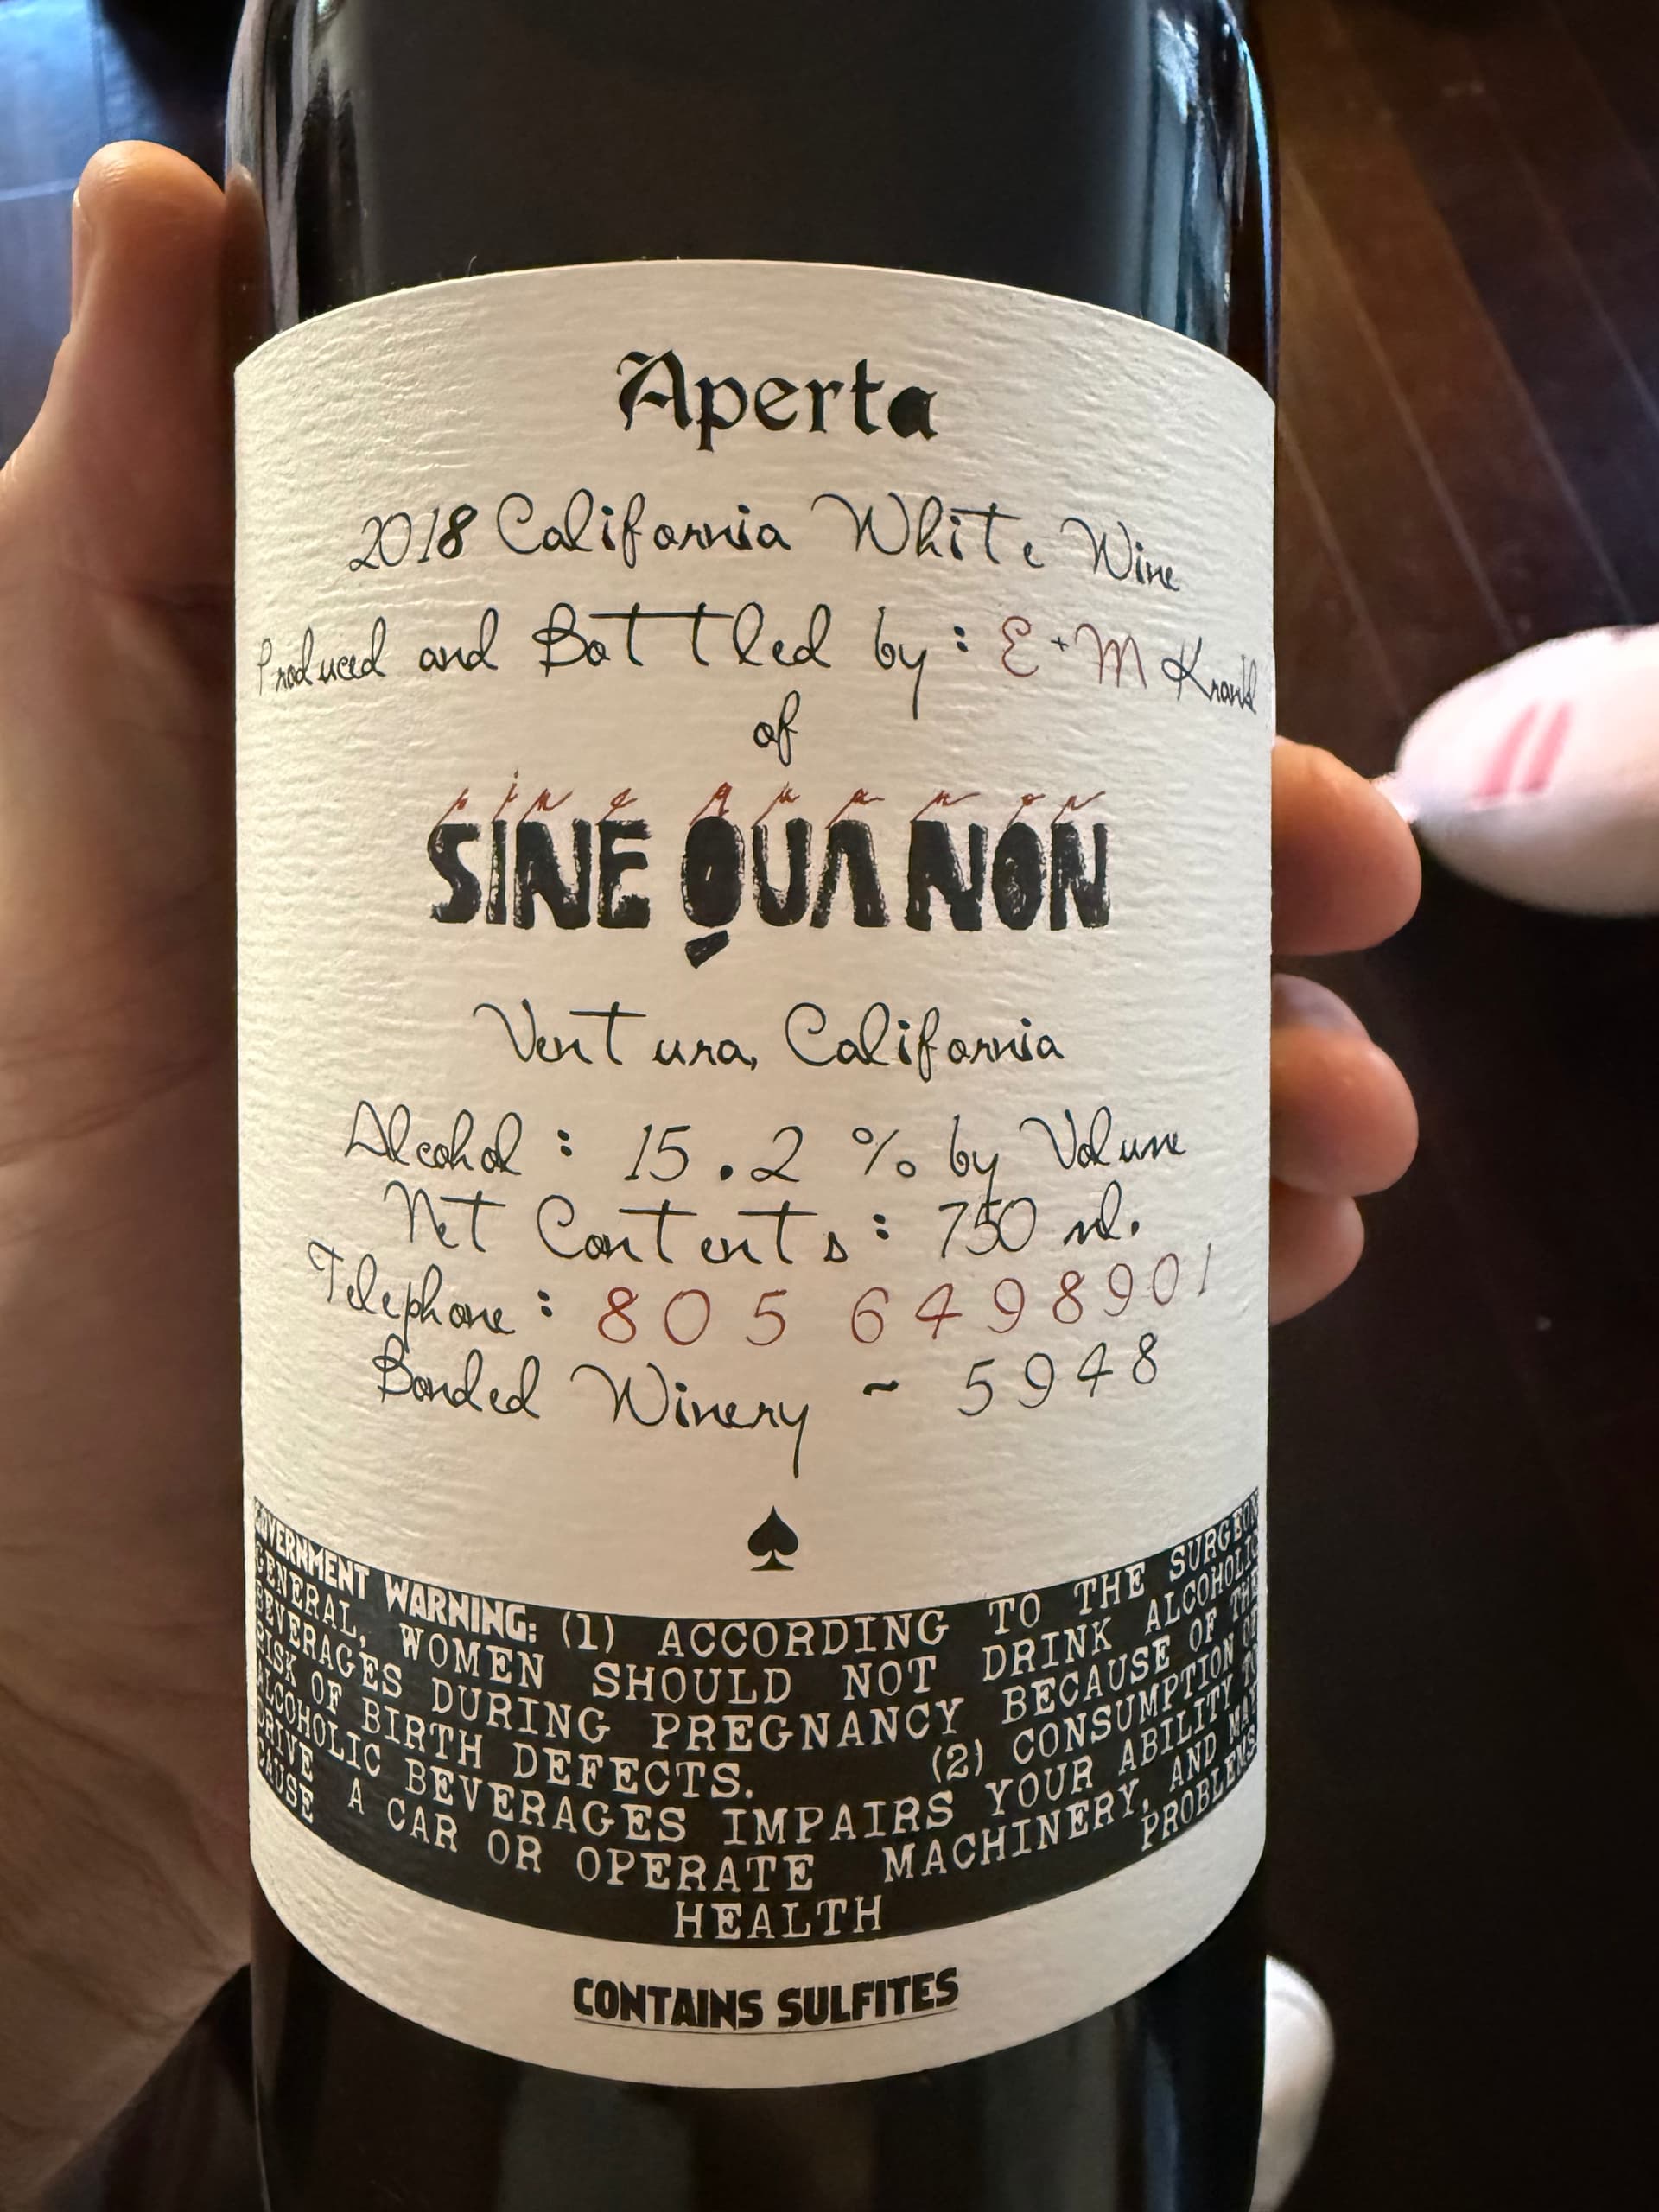 Aperta
2018 California White Wine
Produced and Bottled by: E+M Krankl
of
sine qua non
SINE QUA NON
Ventura, California
Alcohol: 15.2 % by Volume
Net Contents: 750 ml.
Telephone: 805 6498901
Bonded Winery ~ 5948
GOVERNMENT WARNING: (1) ACCORDING TO THE SURGEON
GENERAL, WOMEN SHOULD NOT DRINK ALCOHOLIC
BEVERAGES DURING PREGNANCY BECAUSE OF THE
RISK OF BIRTH DEFECTS. (2) CONSUMPTION OF
ALCOHOLIC BEVERAGES IMPAIRS YOUR ABILITY TO
DRIVE A CAR OR OPERATE MACHINERY, AND MAY
CAUSE HEALTH PROBLEMS
CONTAINS SULFITES